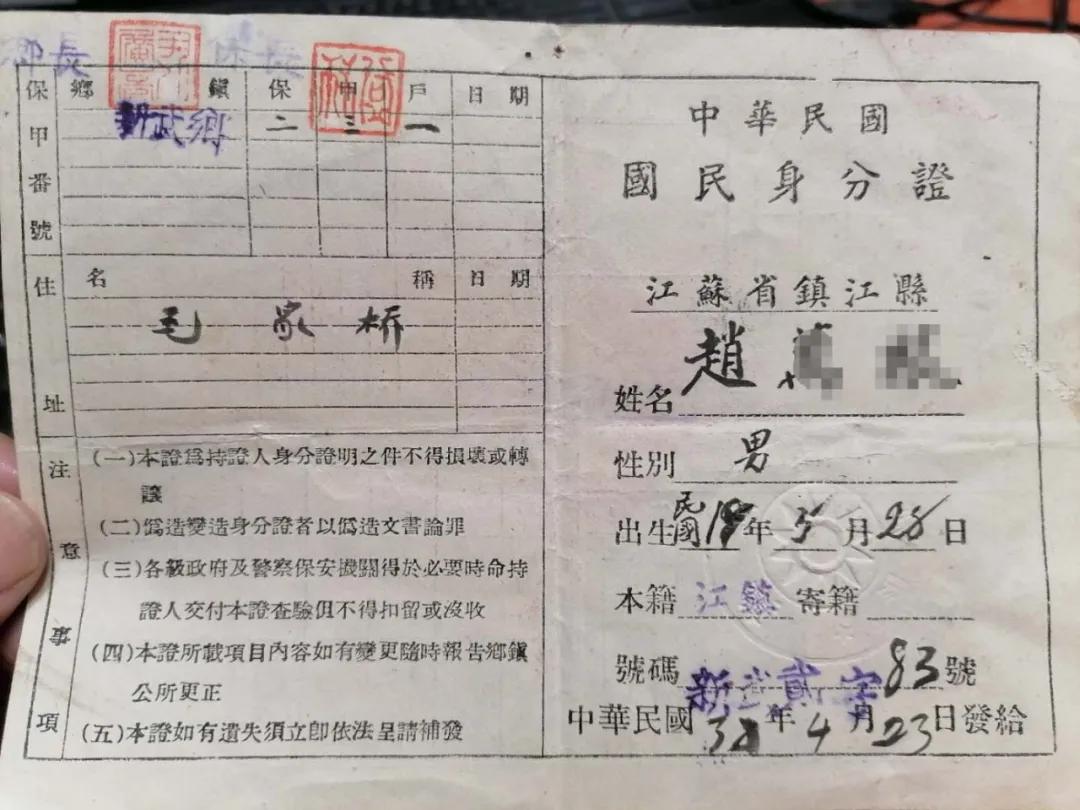 鄉長 保長
保甲番號
鄉 鎮 保 甲 戶 日期
新武鄉 二 三 一
住址
名稱 日期
毛家桥
注意事項
(一)本證爲持證人身分證明之件不得損壞或轉
讓
(二)僞造變造身分證者以僞造文書論罪
(三)各級政府及警察保安機關得於必要時命持
證人交付本證查驗但不得扣留或沒收
(四)本證所載項目內容如有變更隨時報告鄉鎮
公所更正
(五)本證如有遺失須立卽依法呈請補發
中華民國
國民身分證
江蘇省鎮江縣
姓名 趙
性別 男
出生民國 年 月28日
本籍 江鎮 寄籍
號碼 新武貳字83號
中華民國 年4月23日發給